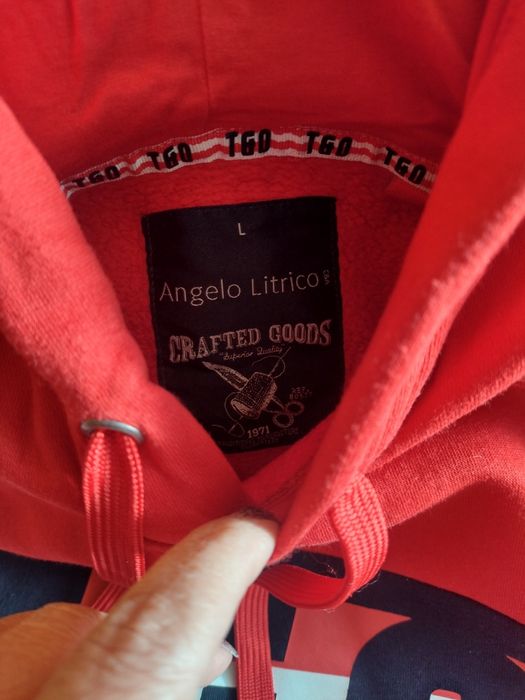 TGO TGO TGO TGO TGO
L
Angelo Litrico C&A
CRAFTED GOODS
Superior Quality
1971